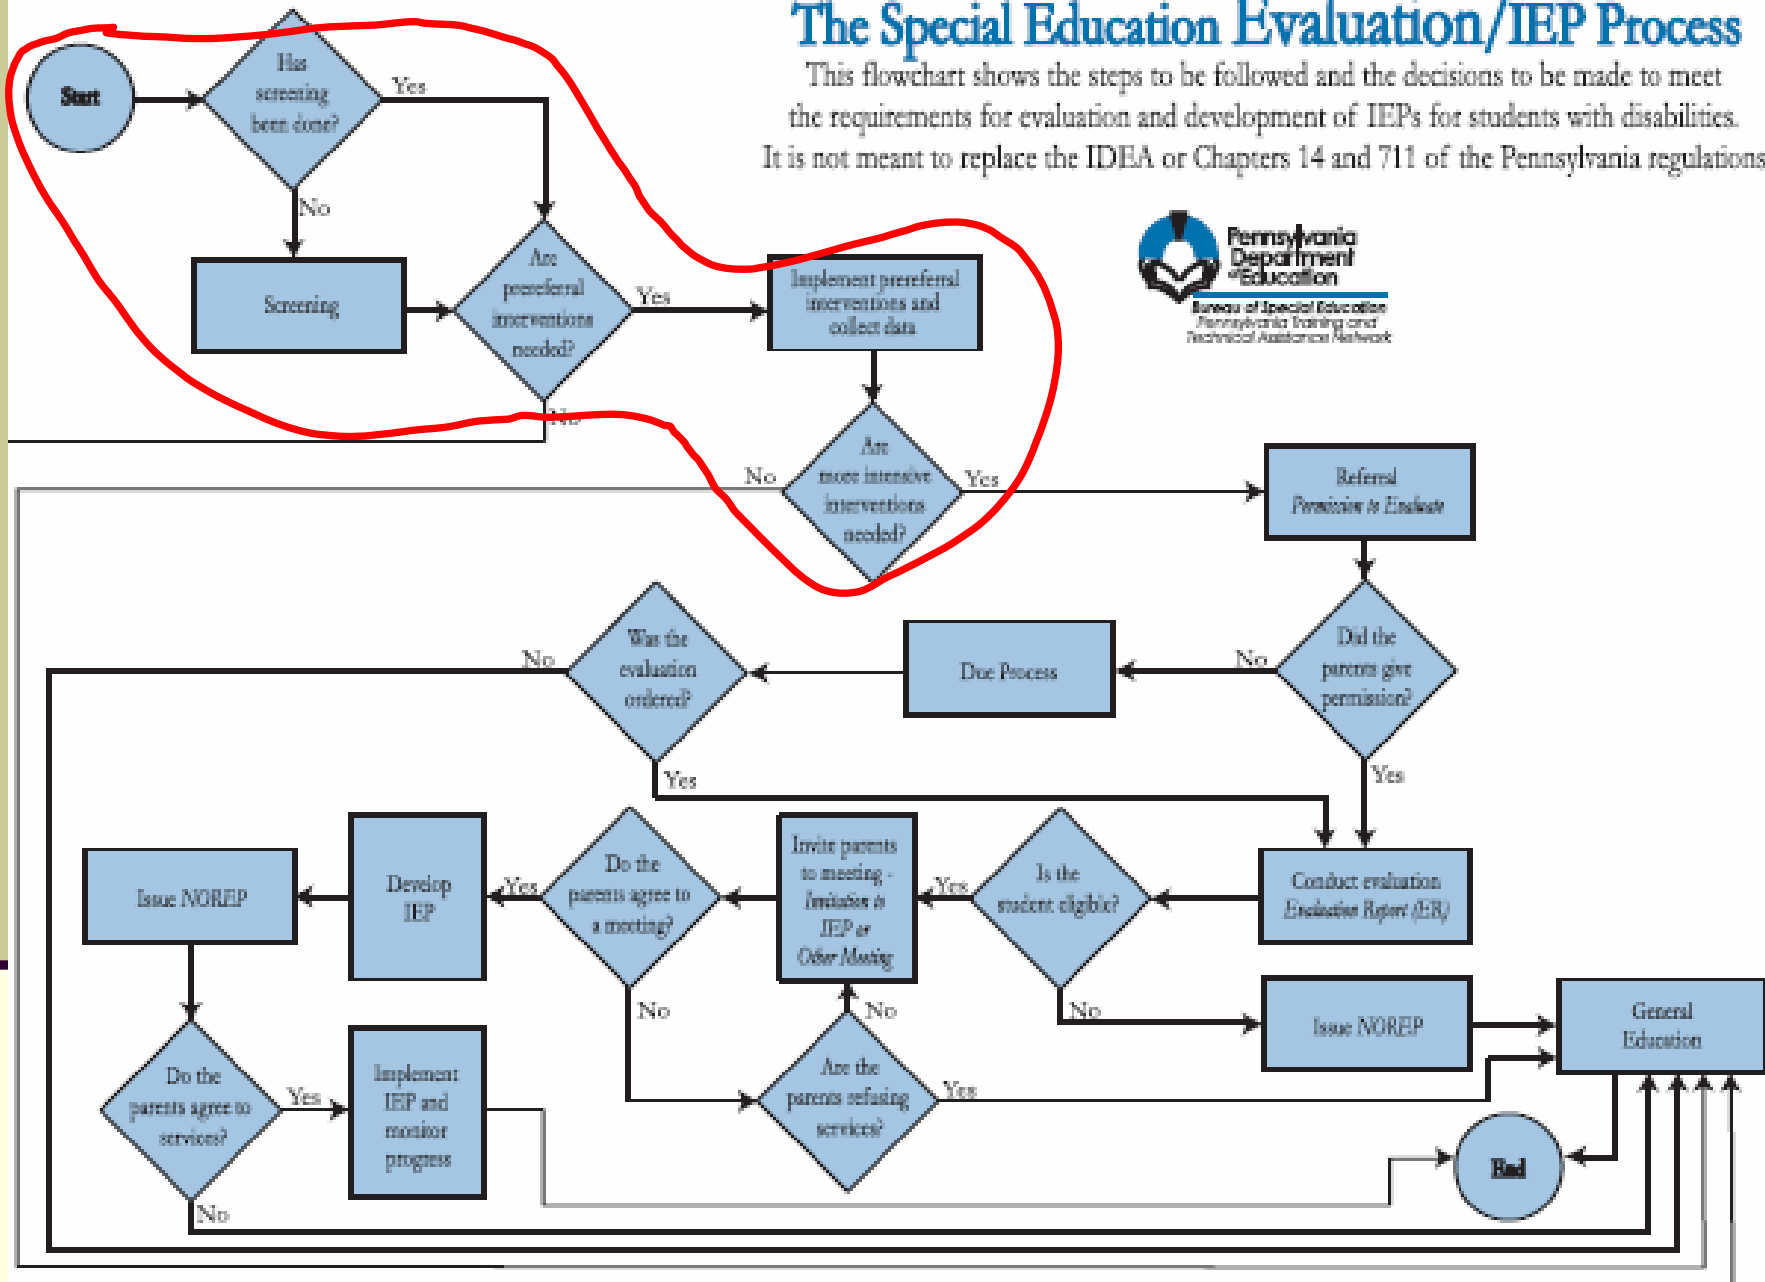 The Special Education Evaluation/IEP Process
This flowchart shows the steps to be followed and the decisions to be made to meet
the requirements for evaluation and development of IEPs for students with disabilities.
It is not meant to replace the IDEA or Chapters 14 and 711 of the Pennsylvania regulations
Pennsylvania
Department
of Education
Bureau of Special Education
Pennsylvania Training and
Technical Assistance Network
Start
Has
screening
been done?
Yes
No
Screening
Are
prereferral
interventions
needed?
Yes
No
Implement prereferral
interventions and
collect data
Are
more intensive
interventions
needed?
No
Yes
Referral
Permission to Evaluate
Did the
parents give
permission?
No
Yes
Due Process
Was the
evaluation
ordered?
No
Yes
Conduct evaluation
Evaluation Report (ER)
Is the
student eligible?
Yes
No
Invite parents
to meeting -
Invitation to
IEP or
Other Meeting
Do the
parents agree to
a meeting?
Yes
No
Develop
IEP
Issue NOREP
Do the
parents agree to
services?
Yes
No
Implement
IEP and
monitor
progress
Are the
parents refusing
services?
No
Yes
Issue NOREP
General
Education
End